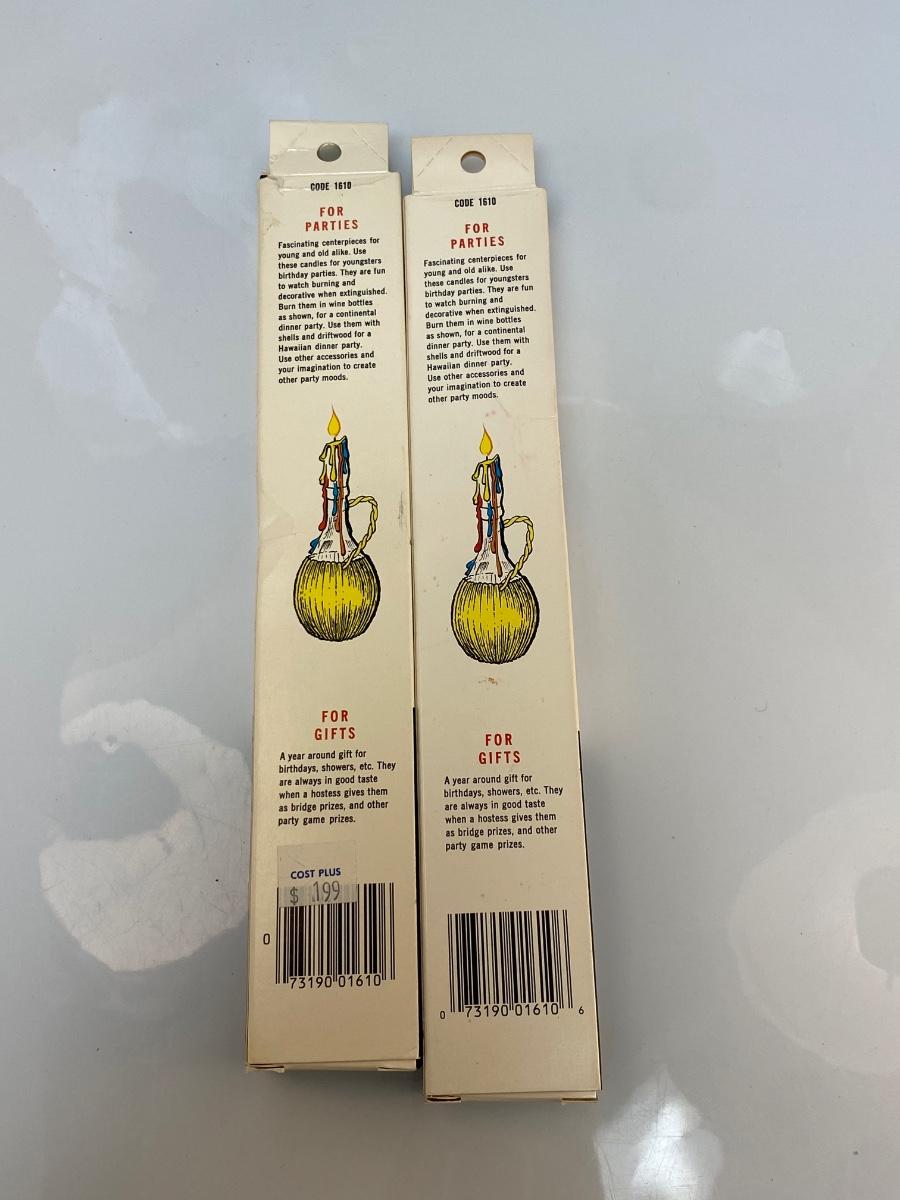 CODE 1610
FOR
PARTIES
Fascinating centerpieces for
young and old alike. Use
these candles for youngsters
birthday parties. They are fun
to watch burning and
decorative when extinguished.
Burn them in wine bottles
as shown, for a continental
dinner party. Use them with
shells and driftwood for a
Hawaiian dinner party.
Use other accessories and
your imagination to create
other party moods.
FOR
GIFTS
A year around gift for
birthdays, showers, etc. They
are always in good taste
when a hostess gives them
as bridge prizes, and other
party game prizes.
COST PLUS
$ .199
0 73190 01610
CODE 1610
FOR
PARTIES
Fascinating centerpieces for
young and old alike. Use
these candles for youngsters
birthday parties. They are fun
to watch burning and
decorative when extinguished.
Burn them in wine bottles
as shown, for a continental
dinner party. Use them with
shells and driftwood for a
Hawaiian dinner party.
Use other accessories and
your imagination to create
other party moods.
FOR
GIFTS
A year around gift for
birthdays, showers, etc. They
are always in good taste
when a hostess gives them
as bridge prizes, and other
party game prizes.
0 73190 01610 6